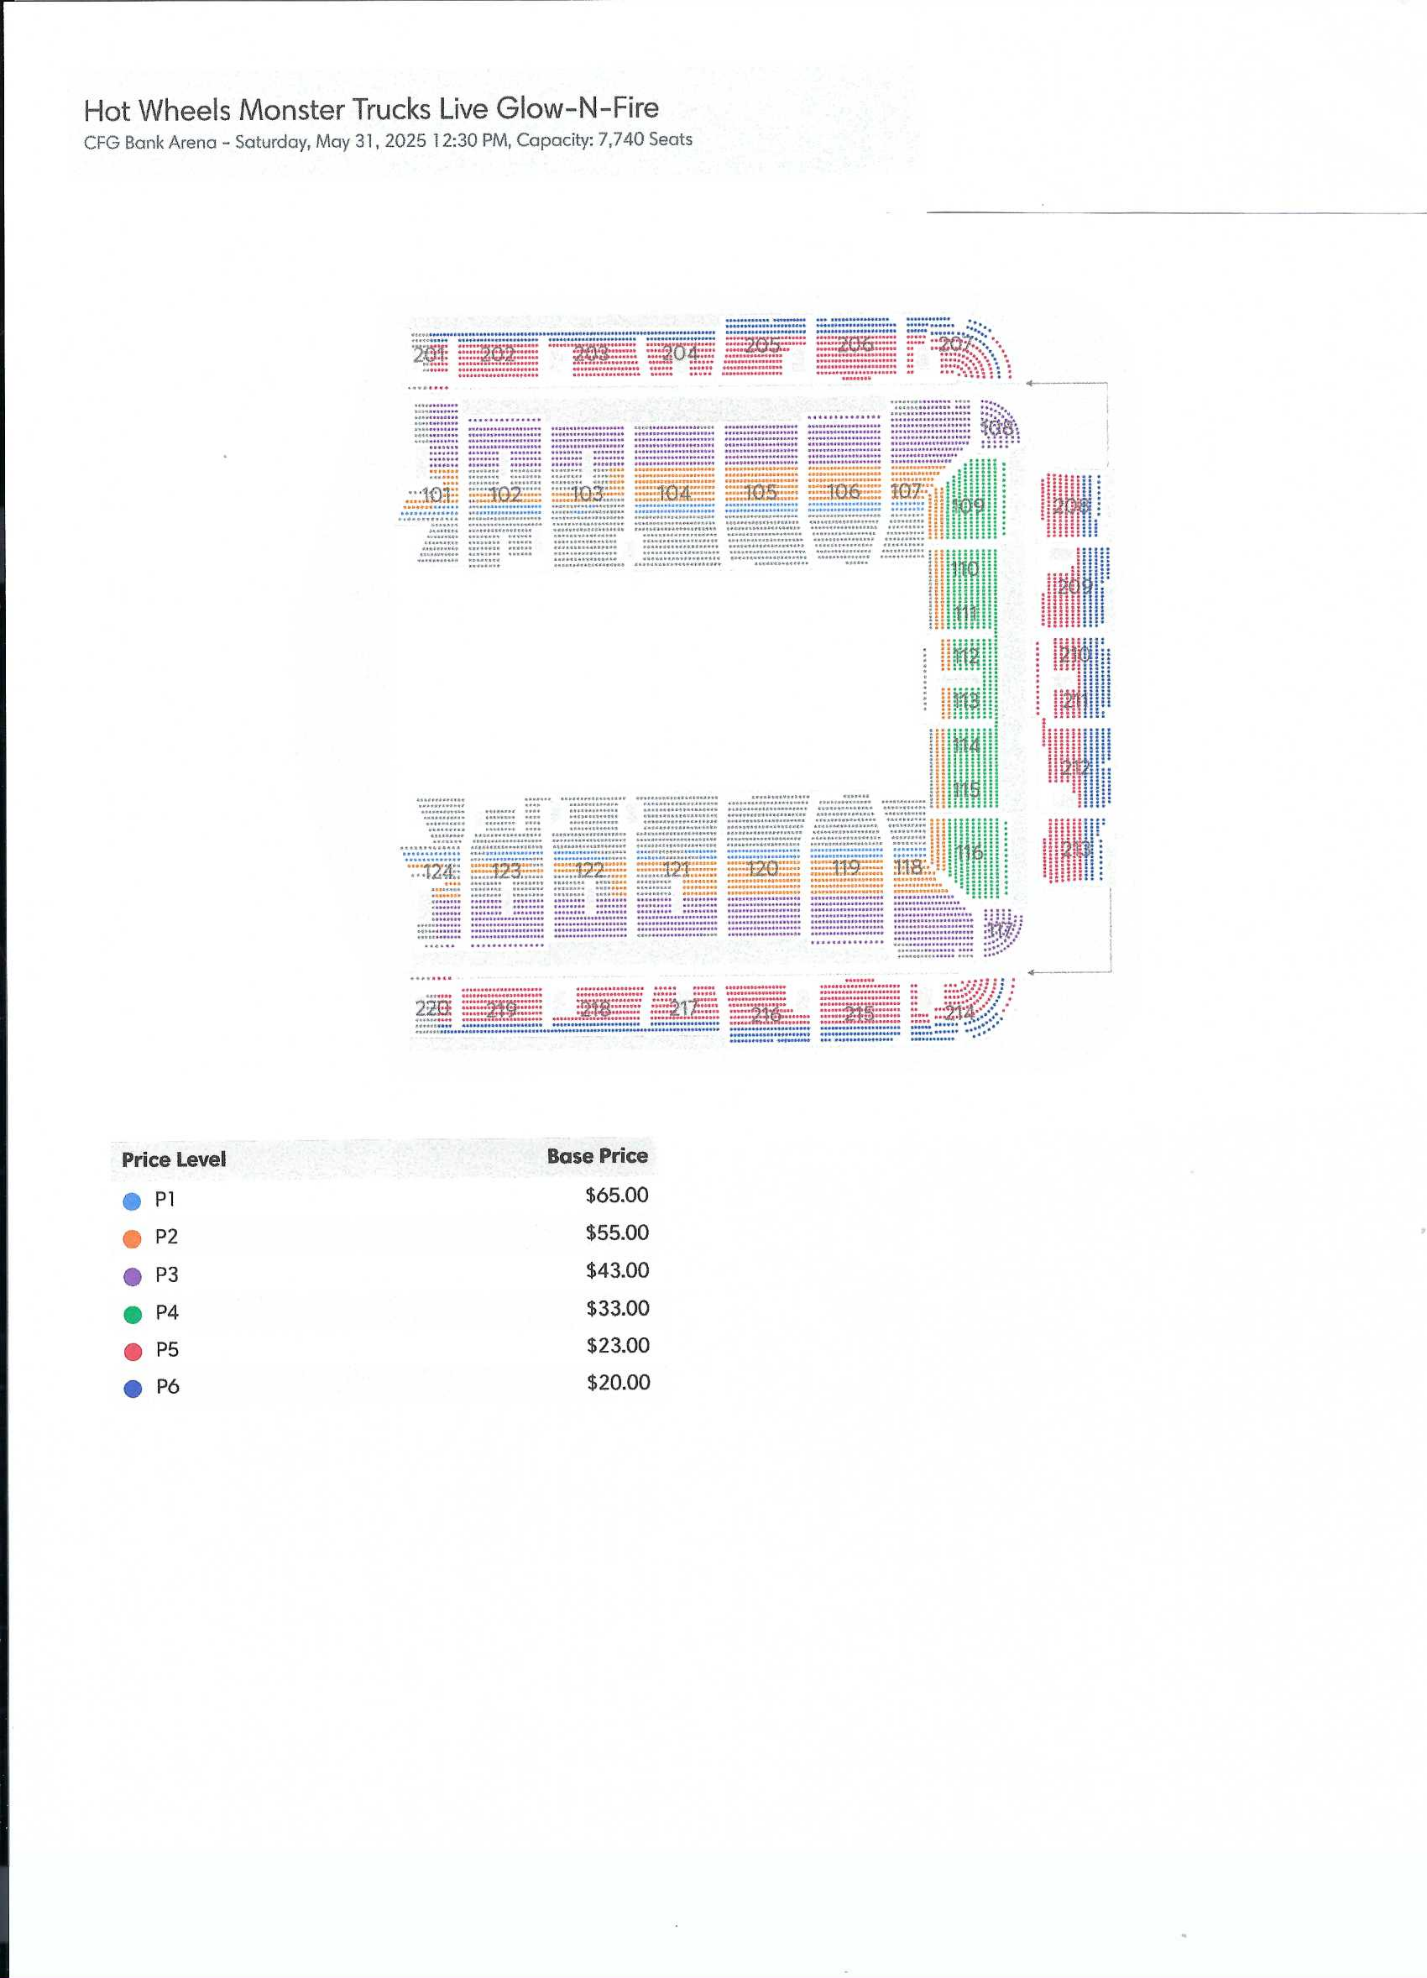 Hot Wheels Monster Trucks Live Glow-N-Fire
CFG Bank Arena - Saturday, May 31, 2025 12:30 PM, Capacity: 7,740 Seats
201 202 203 204 205 206 207
108
101 102 103 104 105 106 107 109 208
110
111
209
112 210
113 211
114
115
212
116 213
124 123 122 121 120 119 118
117
220 219 218 217 216 215 214
Price Level Base Price
P1 $65.00
P2 $55.00
P3 $43.00
P4 $33.00
P5 $23.00
P6 $20.00